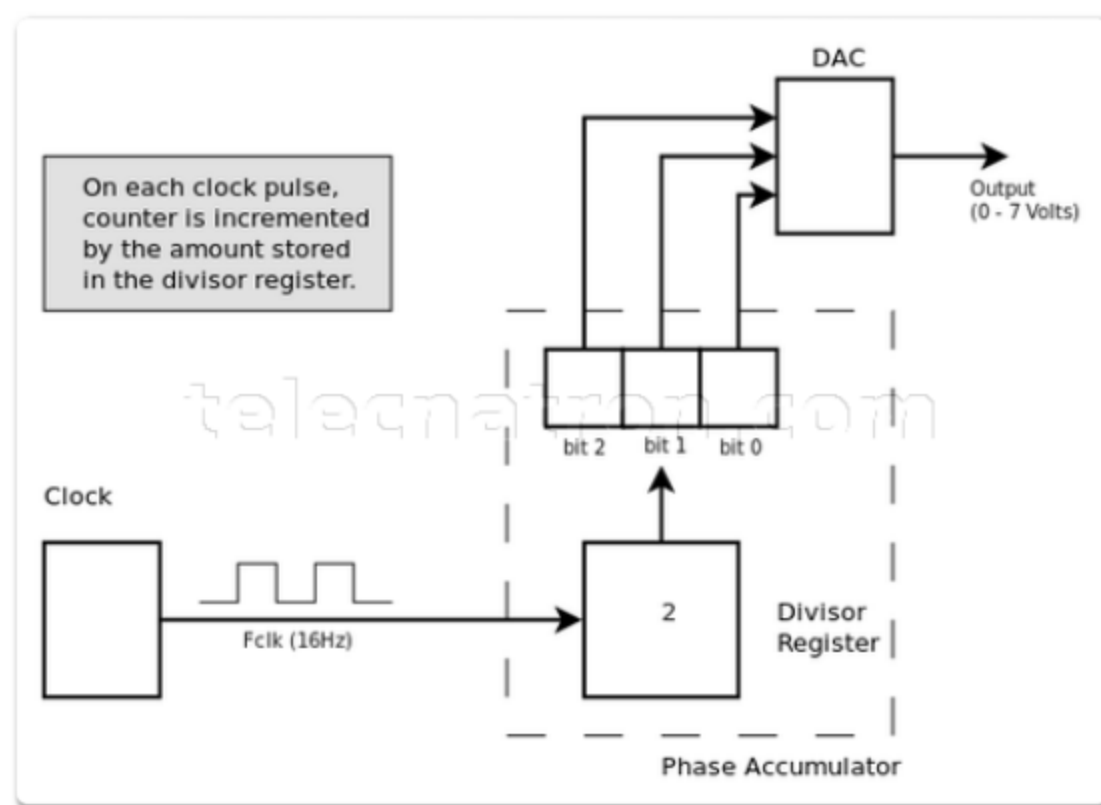 DAC
On each clock pulse,
counter is incremented
by the amount stored
in the divisor register.
Output
(0 - 7 Volts)
telecnatron.com
bit 2
bit 1
bit 0
Clock
Fclk (16Hz)
2
Divisor
Register
Phase Accumulator